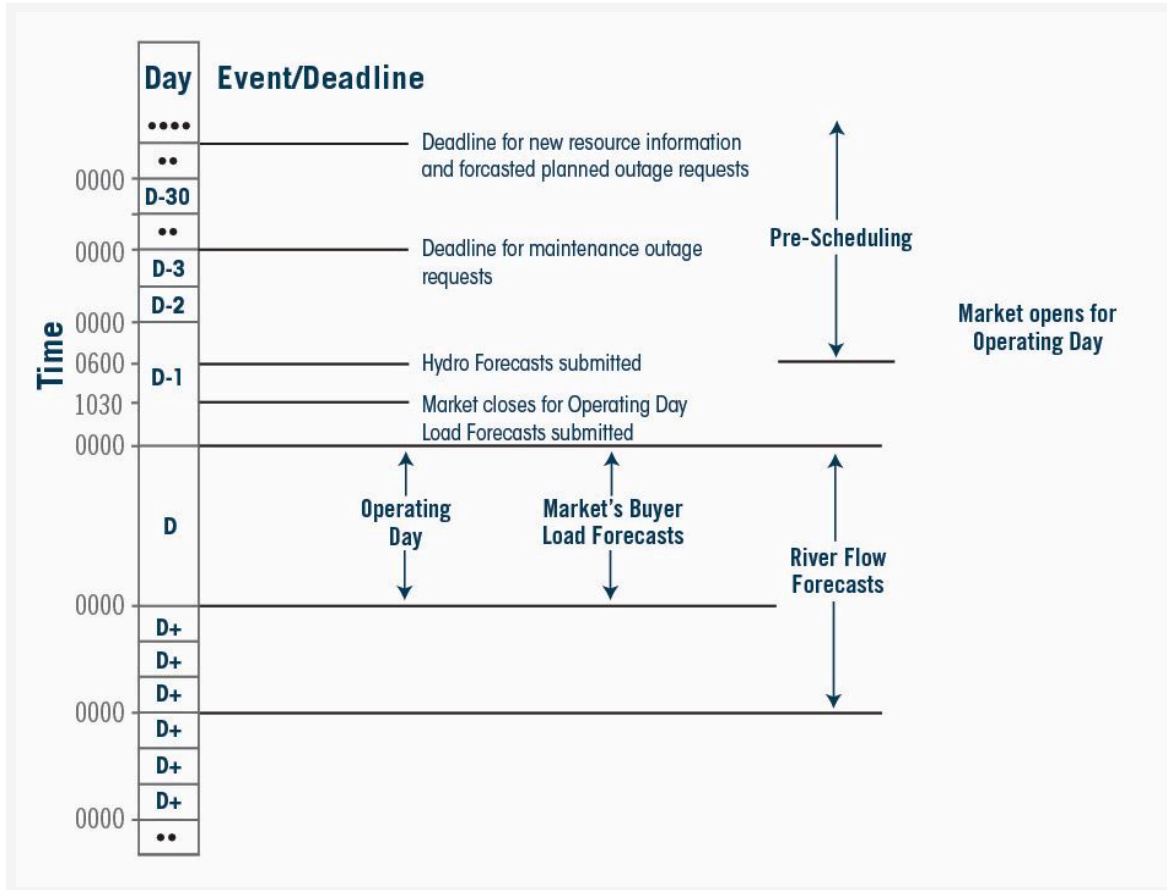 Day Event/Deadline
••••
Deadline for new resource information
and forcasted planned outage requests
••
0000
D-30
••
0000
Deadline for maintenance outage
requests
Pre-Scheduling
D-3
D-2
0000
Market opens for
Operating Day
Time
0600
Hydro Forecasts submitted
D-1
1030
Market closes for Operating Day
Load Forecasts submitted
0000
Operating
Day
Market's Buyer
Load Forecasts
D
River Flow
Forecasts
0000
D+
D+
D+
0000
D+
D+
D+
0000
••